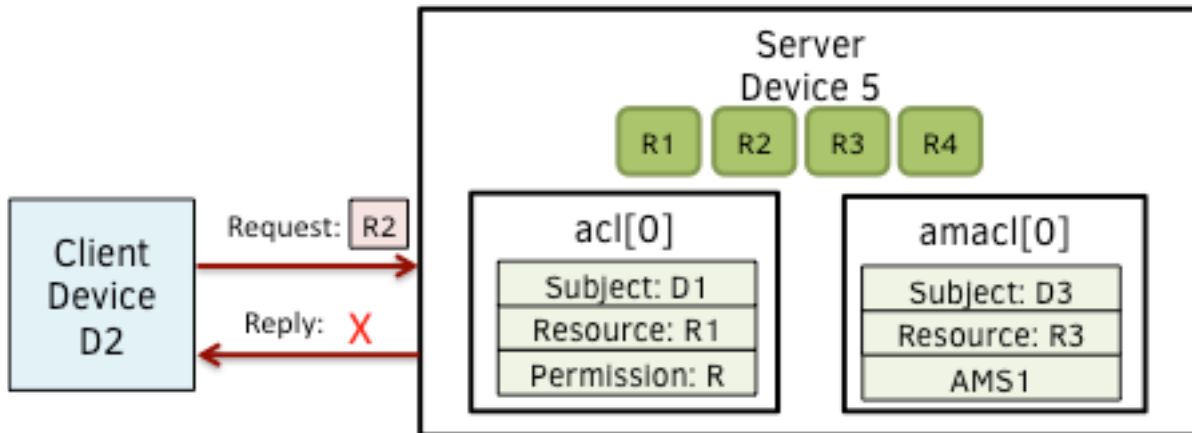 Server
Device 5
R1 R2 R3 R4
Client
Device
D2
Request: R2
Reply: X
acl[0]
Subject: D1
Resource: R1
Permission: R
amacl[0]
Subject: D3
Resource: R3
AMS1